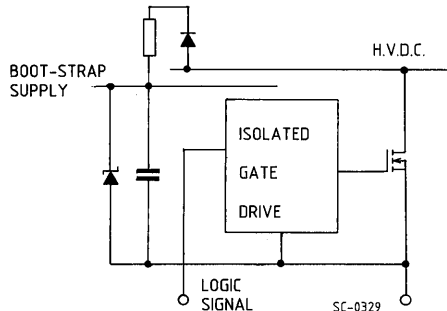 H.V.D.C.
BOOT-STRAP
SUPPLY
ISOLATED
GATE
DRIVE
LOGIC
SIGNAL
SC-0329